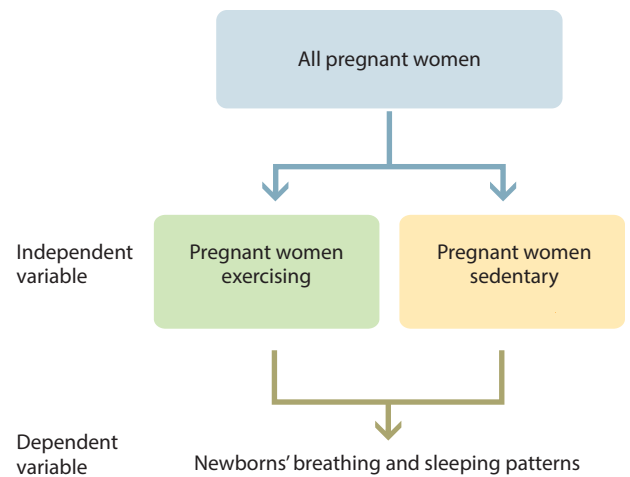 All pregnant women
Independent
variable
Pregnant women
exercising
Pregnant women
sedentary
Dependent
variable
Newborns’ breathing and sleeping patterns